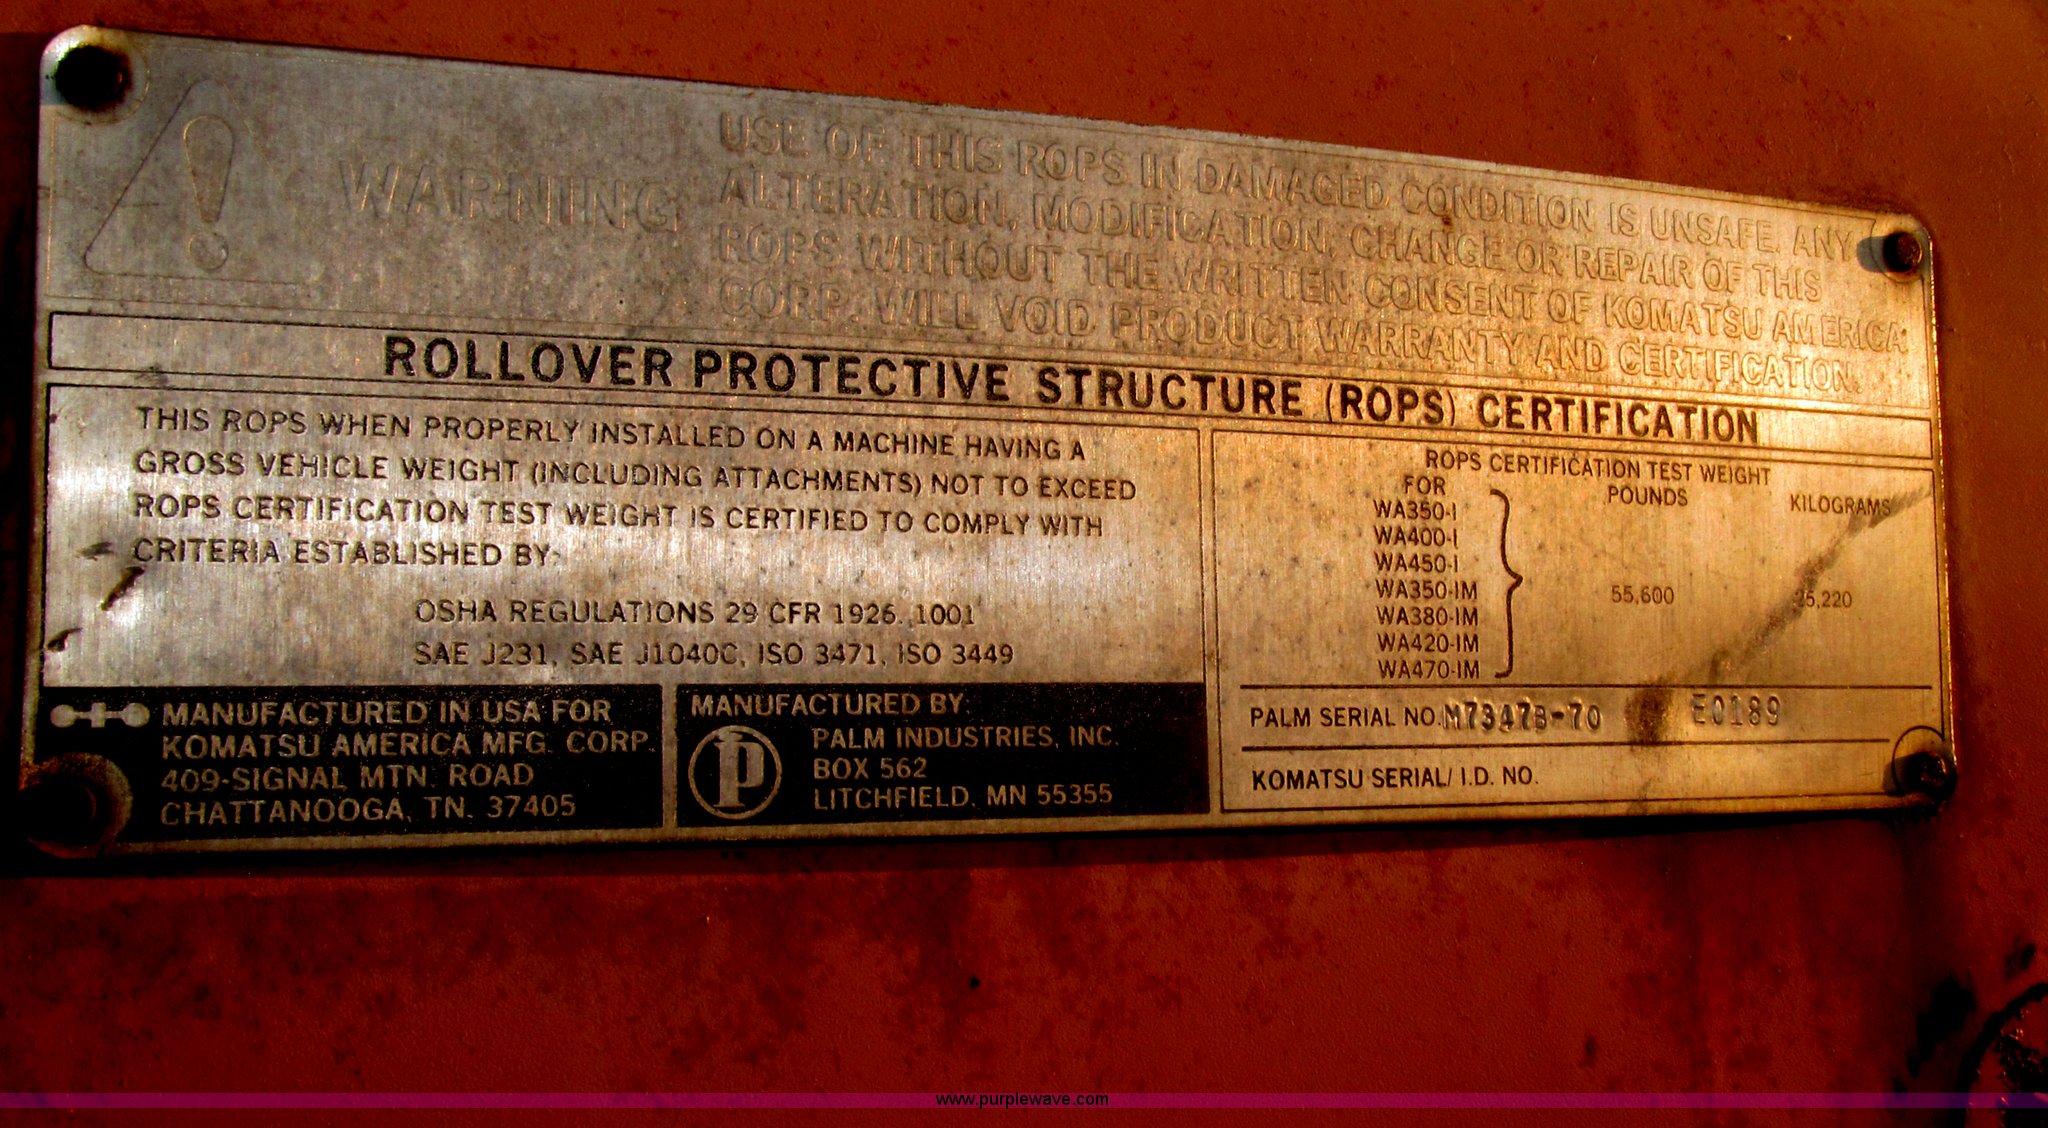 WARNING
USE OF THIS ROPS IN DAMAGED CONDITION IS UNSAFE. ANY
ALTERATION, MODIFICATION, CHANGE OR REPAIR OF THIS
ROPS WITHOUT THE WRITTEN CONSENT OF KOMATSU AMERICA
CORP. WILL VOID PRODUCT WARRANTY AND CERTIFICATION.
ROLLOVER PROTECTIVE STRUCTURE (ROPS) CERTIFICATION
THIS ROPS WHEN PROPERLY INSTALLED ON A MACHINE HAVING A
GROSS VEHICLE WEIGHT (INCLUDING ATTACHMENTS) NOT TO EXCEED
ROPS CERTIFICATION TEST WEIGHT IS CERTIFIED TO COMPLY WITH
CRITERIA ESTABLISHED BY:
OSHA REGULATIONS 29 CFR 1926.1001
SAE J231, SAE J1040C, ISO 3471, ISO 3449
MANUFACTURED IN USA FOR
KOMATSU AMERICA MFG. CORP.
409-SIGNAL MTN. ROAD
CHATTANOOGA, TN. 37405
MANUFACTURED BY:
P
PALM INDUSTRIES, INC.
BOX 562
LITCHFIELD, MN 55355
ROPS CERTIFICATION TEST WEIGHT
FOR POUNDS KILOGRAMS
WA350-I
WA400-I
WA450-I
WA350-IM 55,600 25,220
WA380-IM
WA420-IM
WA470-IM
PALM SERIAL NO. M7347B-70 E0189
KOMATSU SERIAL/I.D. NO.
www.purplewave.com